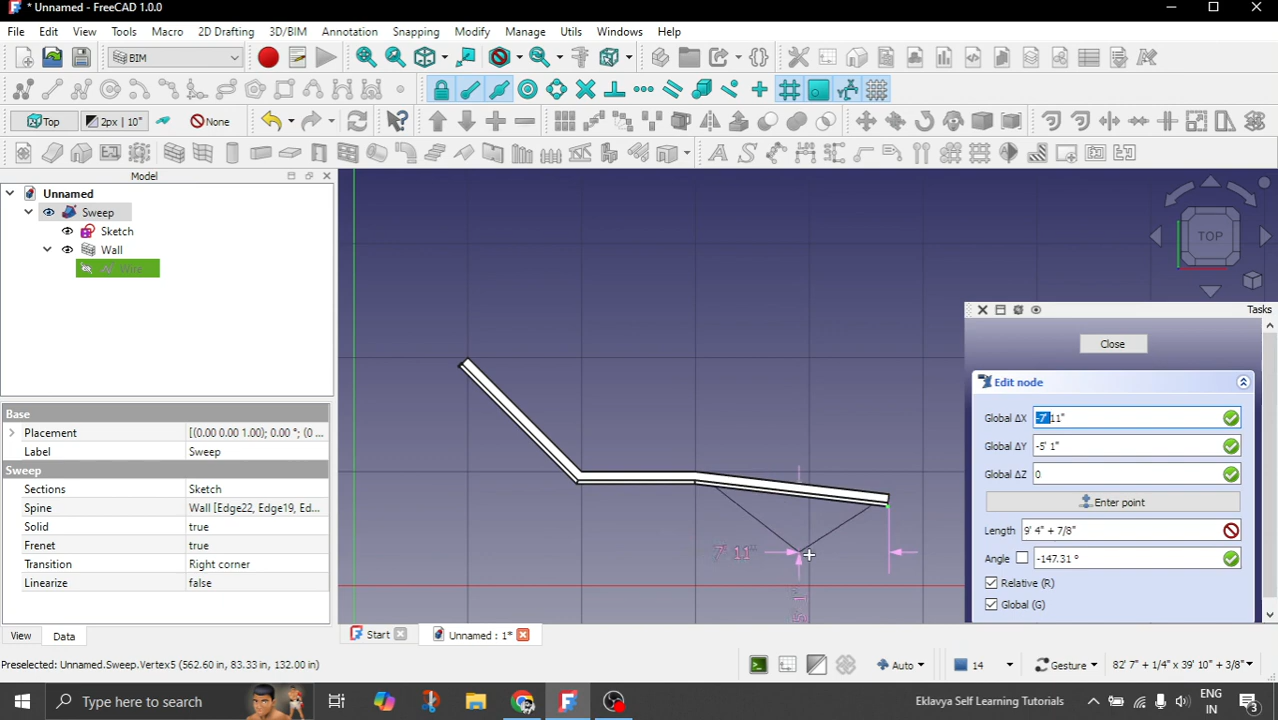 * Unnamed - FreeCAD 1.0.0
File Edit View Tools Macro 2D Drafting 3D/BIM Annotation Snapping Modify Manage Utils Windows Help
BIM
Top 2px | 10" None
Auto
Model
Unnamed
Sweep
Sketch
Wall
Wire
Base
Placement [(0.00 0.00 1.00); 0.00 °; (0 ...
Label Sweep
Sweep
Sections Sketch
Spine Wall [Edge22, Edge19, Ed...
Solid true
Frenet true
Transition Right corner
Linearize false
View Data
TOP
7' 11"
5' 1"
Tasks
Close
Edit node
Global ΔX -7' 11"
Global ΔY -5' 1"
Global ΔZ 0
Enter point
Length 9' 4" + 7/8"
Angle -147.31 °
Relative (R)
Global (G)
Start Unnamed : 1*
Preselected: Unnamed.Sweep.Vertex5 (562.60 in, 83.33 in, 132.00 in)
Auto 14 Gesture 82' 7" + 1/4" x 39' 10" + 3/8"
Type here to search
Eklavya Self Learning Tutorials
ENG
IN
3